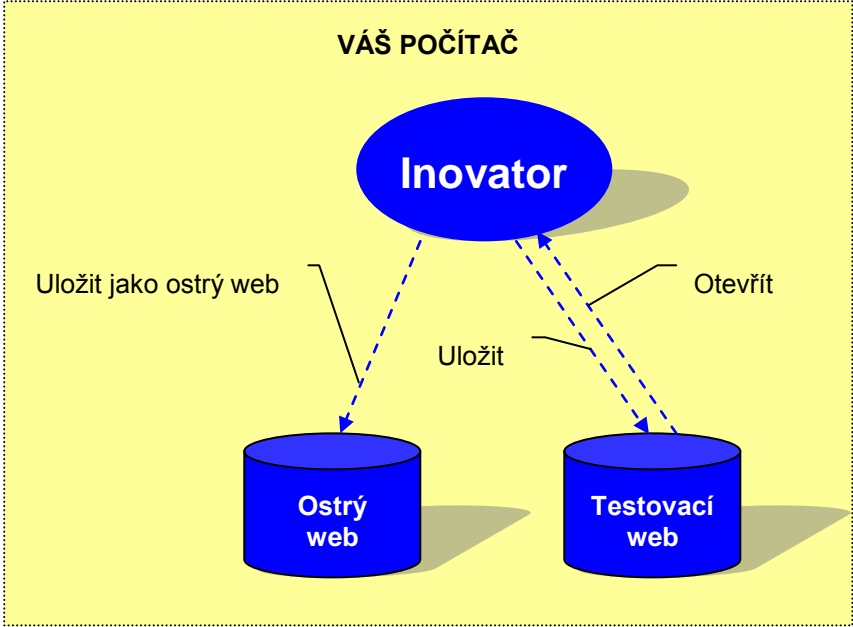 VÁŠ POČÍTAČ
Inovator
Uložit jako ostrý web
Otevřít
Uložit
Ostrý
web
Testovací
web